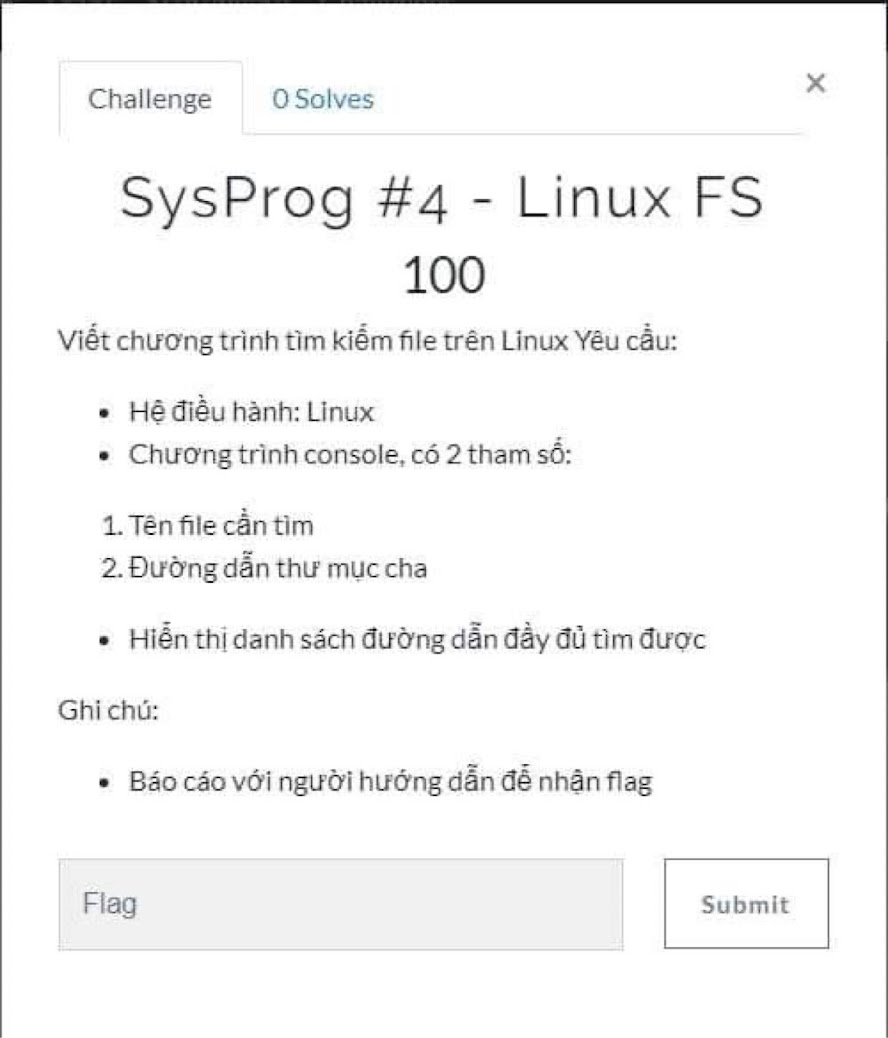 Challenge
0 Solves
×
SysProg #4 - Linux FS
100
Viết chương trình tìm kiếm file trên Linux Yêu cầu:
• Hệ điều hành: Linux
• Chương trình console, có 2 tham số:
1. Tên file cần tìm
2. Đường dẫn thư mục cha
• Hiển thị danh sách đường dẫn đầy đủ tìm được
Ghi chú:
• Báo cáo với người hướng dẫn để nhận flag
Flag
Submit